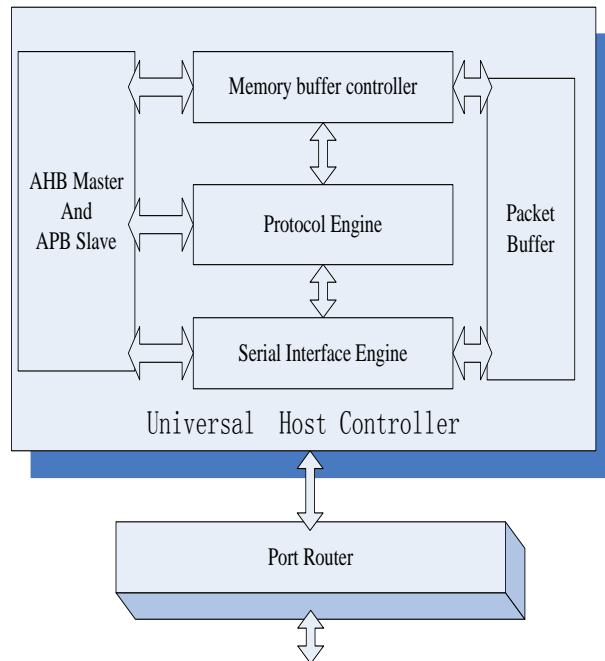 Memory buffer controller
AHB Master
And
APB Slave
Protocol Engine
Packet
Buffer
Serial Interface Engine
Universal Host Controller
Port Router